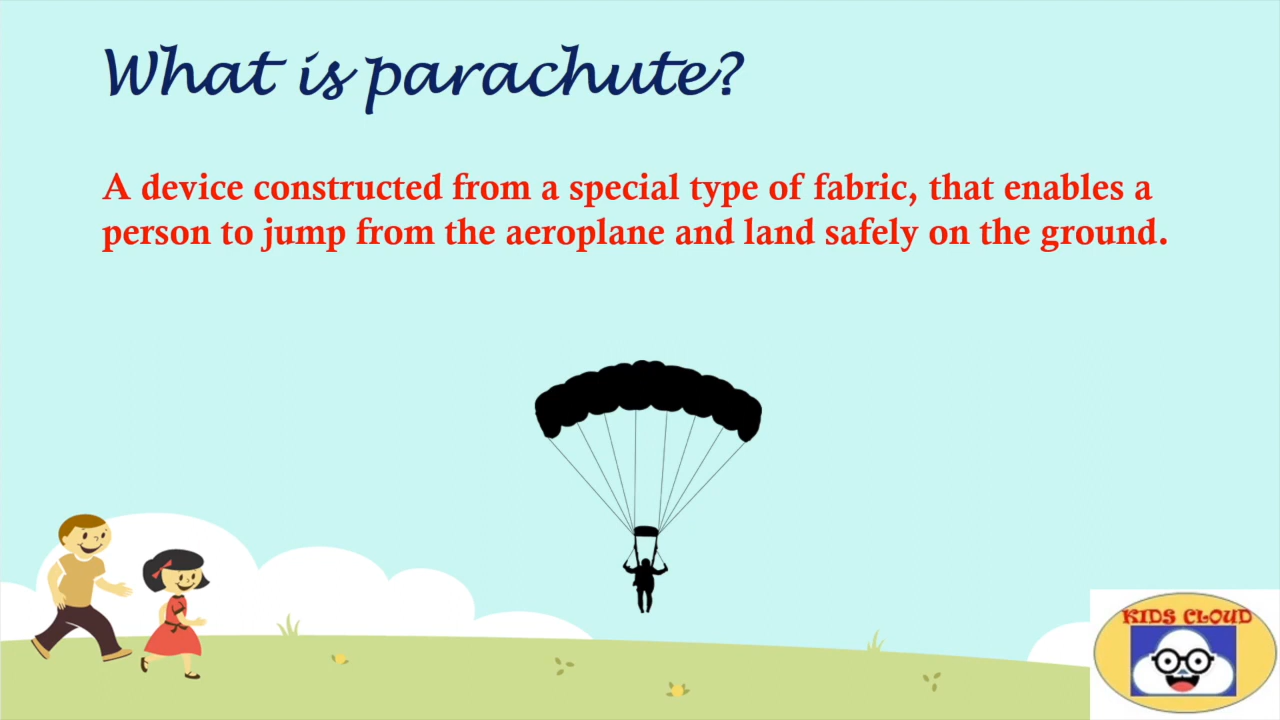 What is parachute?
A device constructed from a special type of fabric, that enables a
person to jump from the aeroplane and land safely on the ground.
KIDS CLOUD